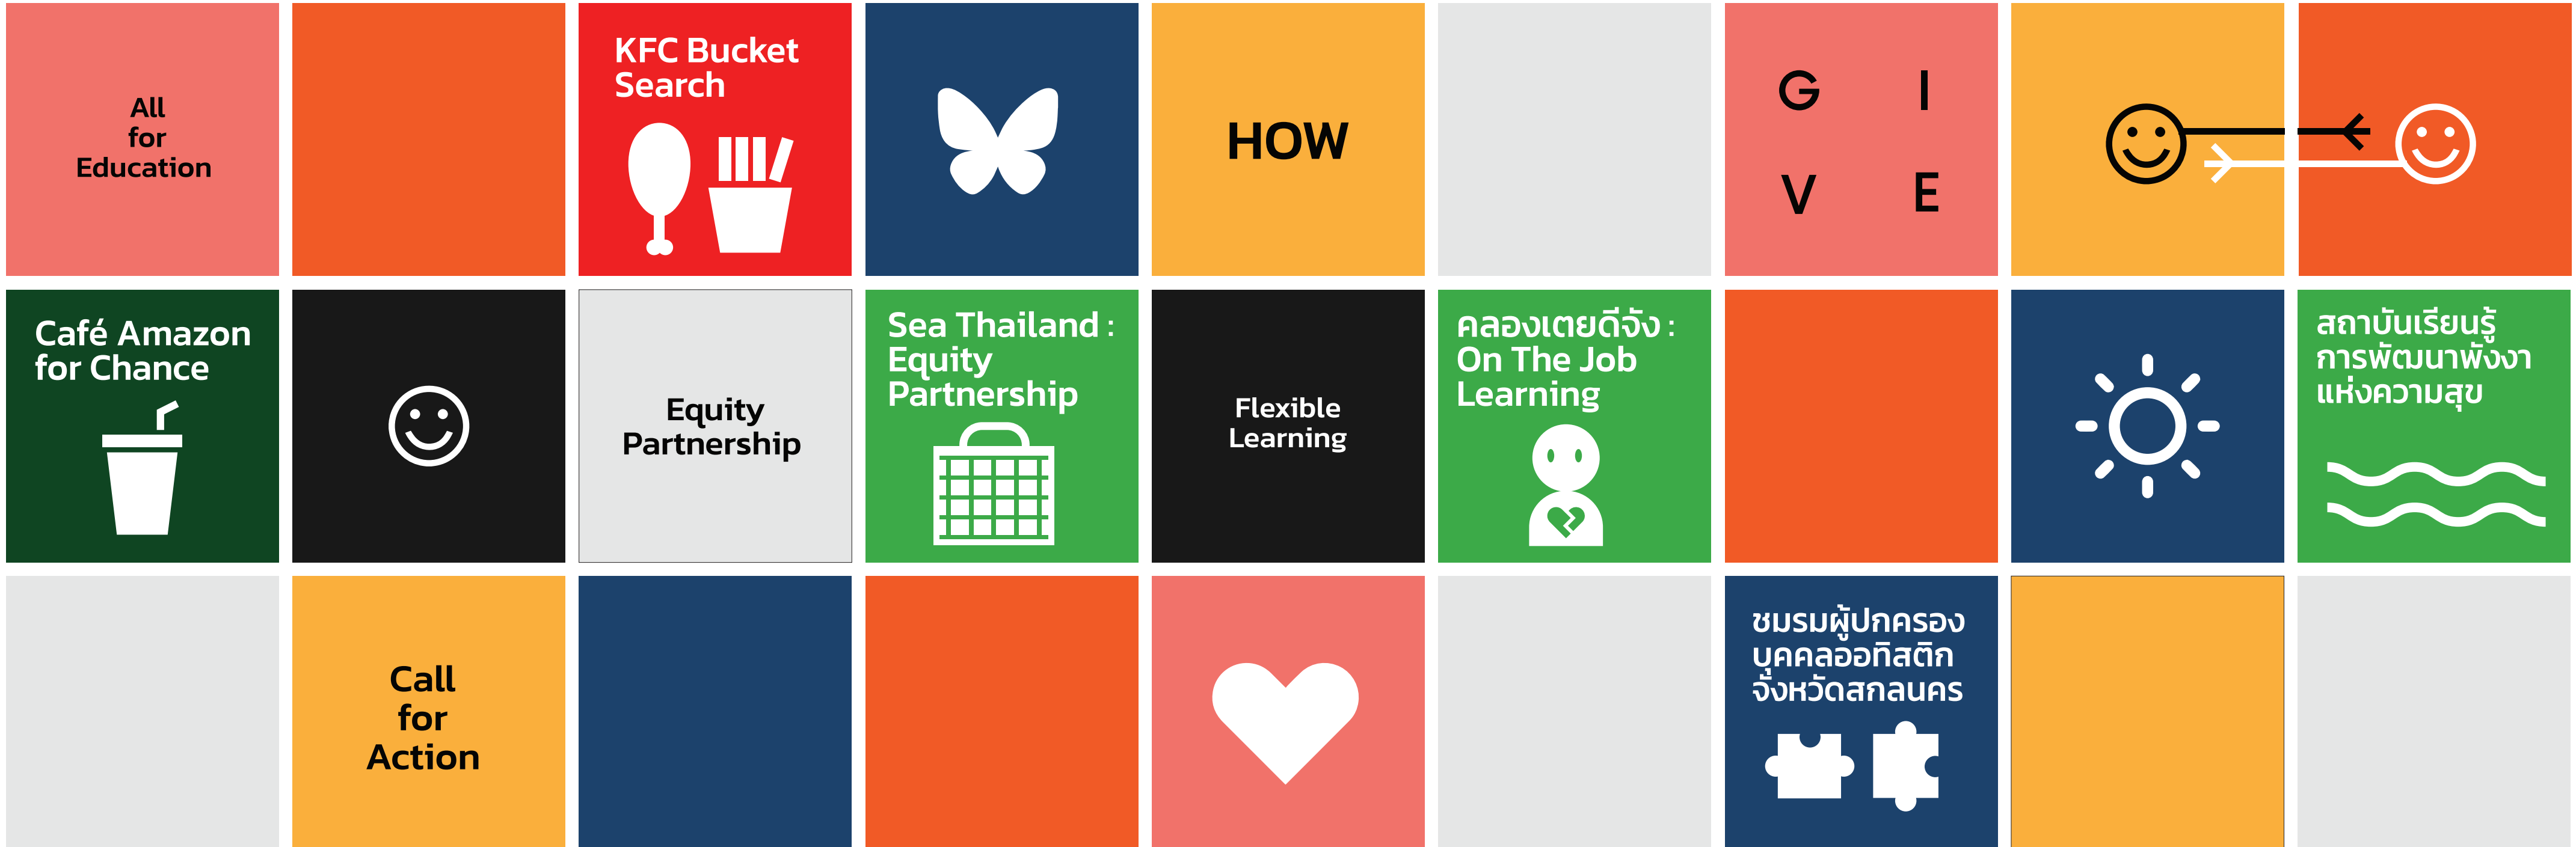 All
for
Education
KFC Bucket
Search
HOW
G I
V E
Café Amazon
for Chance
Equity
Partnership
Sea Thailand :
Equity
Partnership
Flexible
Learning
คลองเตยดีจัง :
On The Job
Learning
สถาบันเรียนรู้
การพัฒนาพังงา
แห่งความสุข
Call
for
Action
ชมรมผู้ปกครอง
บุคคลออทิสติก
จังหวัดสกลนคร